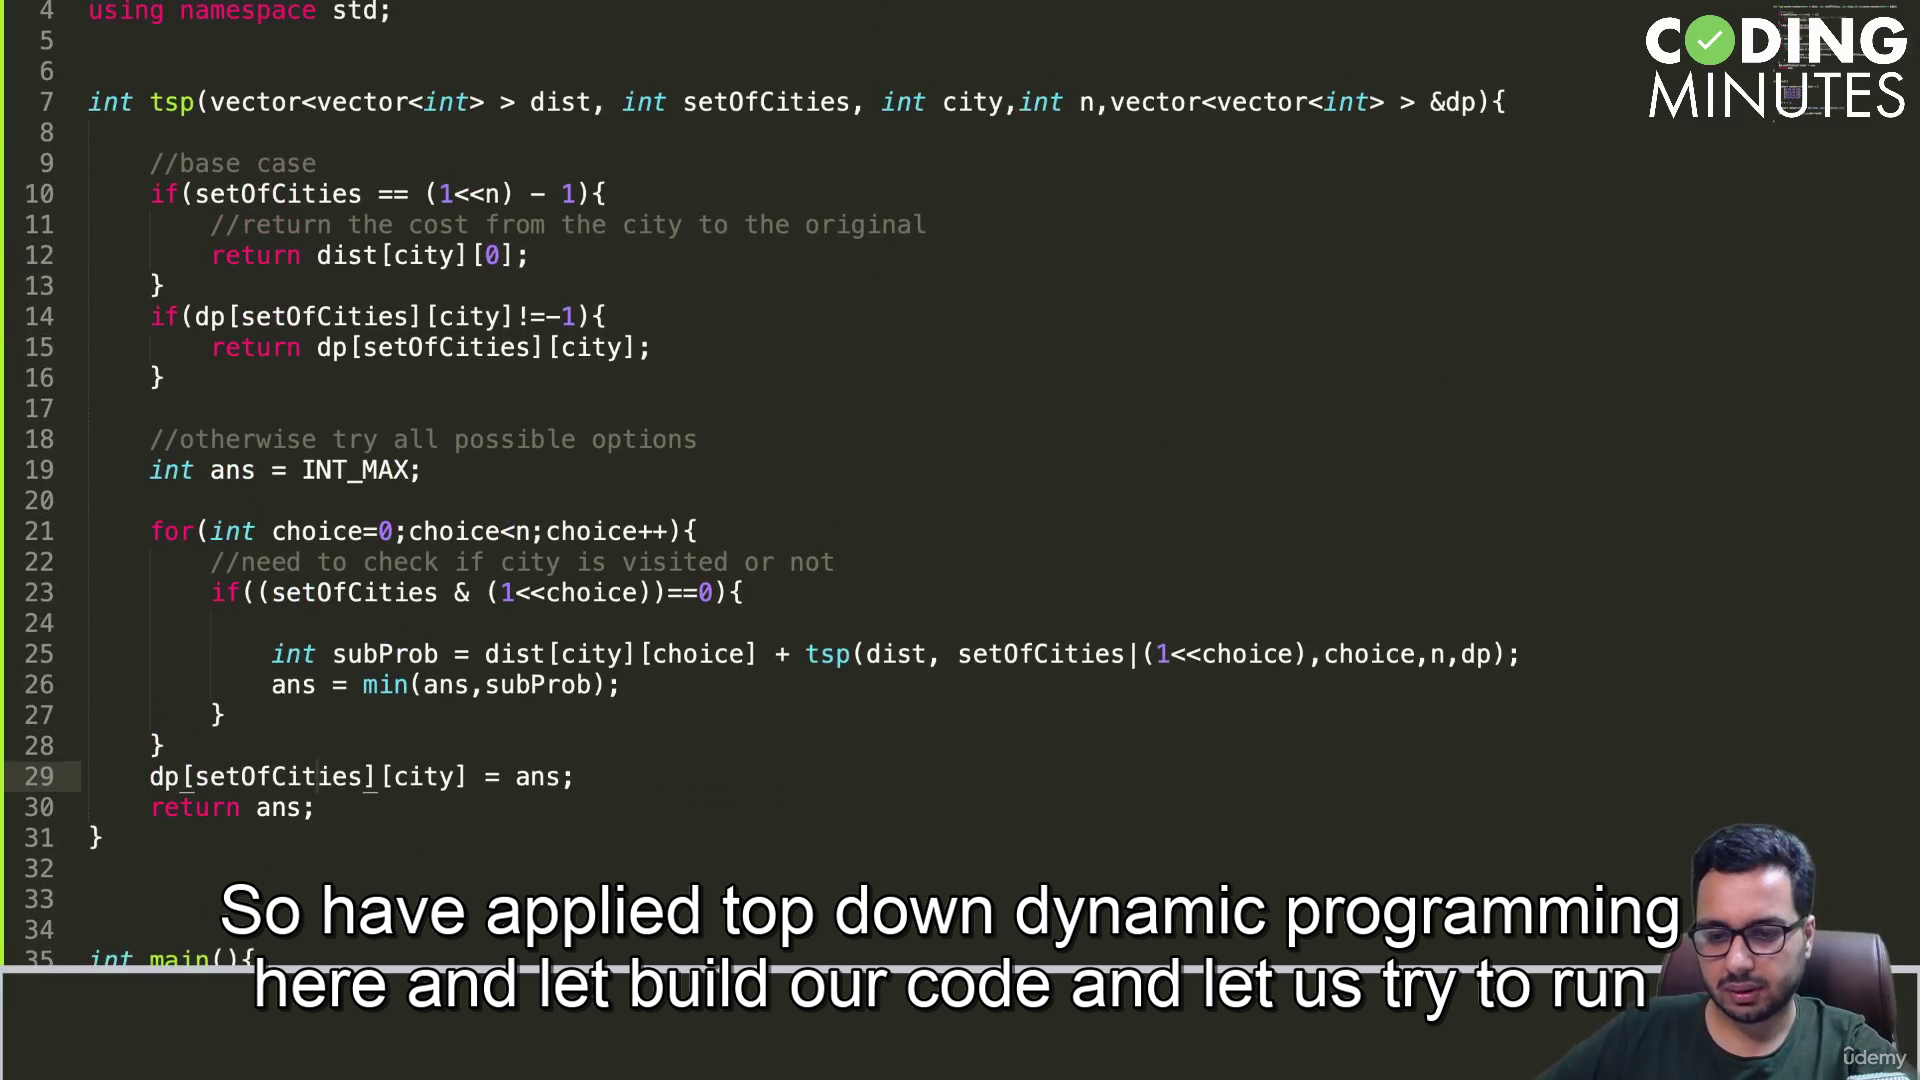 4 using namespace std;
5
6
7 int tsp(vector<vector<int> > dist, int setOfCities, int city,int n,vector<vector<int> > &dp){
8
9     //base case
10     if(setOfCities == (1<<n) - 1){
11         //return the cost from the city to the original
12         return dist[city][0];
13     }
14     if(dp[setOfCities][city]!=-1){
15         return dp[setOfCities][city];
16     }
17
18     //otherwise try all possible options
19     int ans = INT_MAX;
20
21     for(int choice=0;choice<n;choice++){
22         //need to check if city is visited or not
23         if((setOfCities & (1<<choice))==0){
24
25             int subProb = dist[city][choice] + tsp(dist, setOfCities|(1<<choice),choice,n,dp);
26             ans = min(ans,subProb);
27         }
28     }
29     dp[setOfCities][city] = ans;
30     return ans;
31 }
32
33
34
35 int main(){
CODING
MINUTES
So have applied top down dynamic programming
here and let build our code and let us try to run
ûdemy